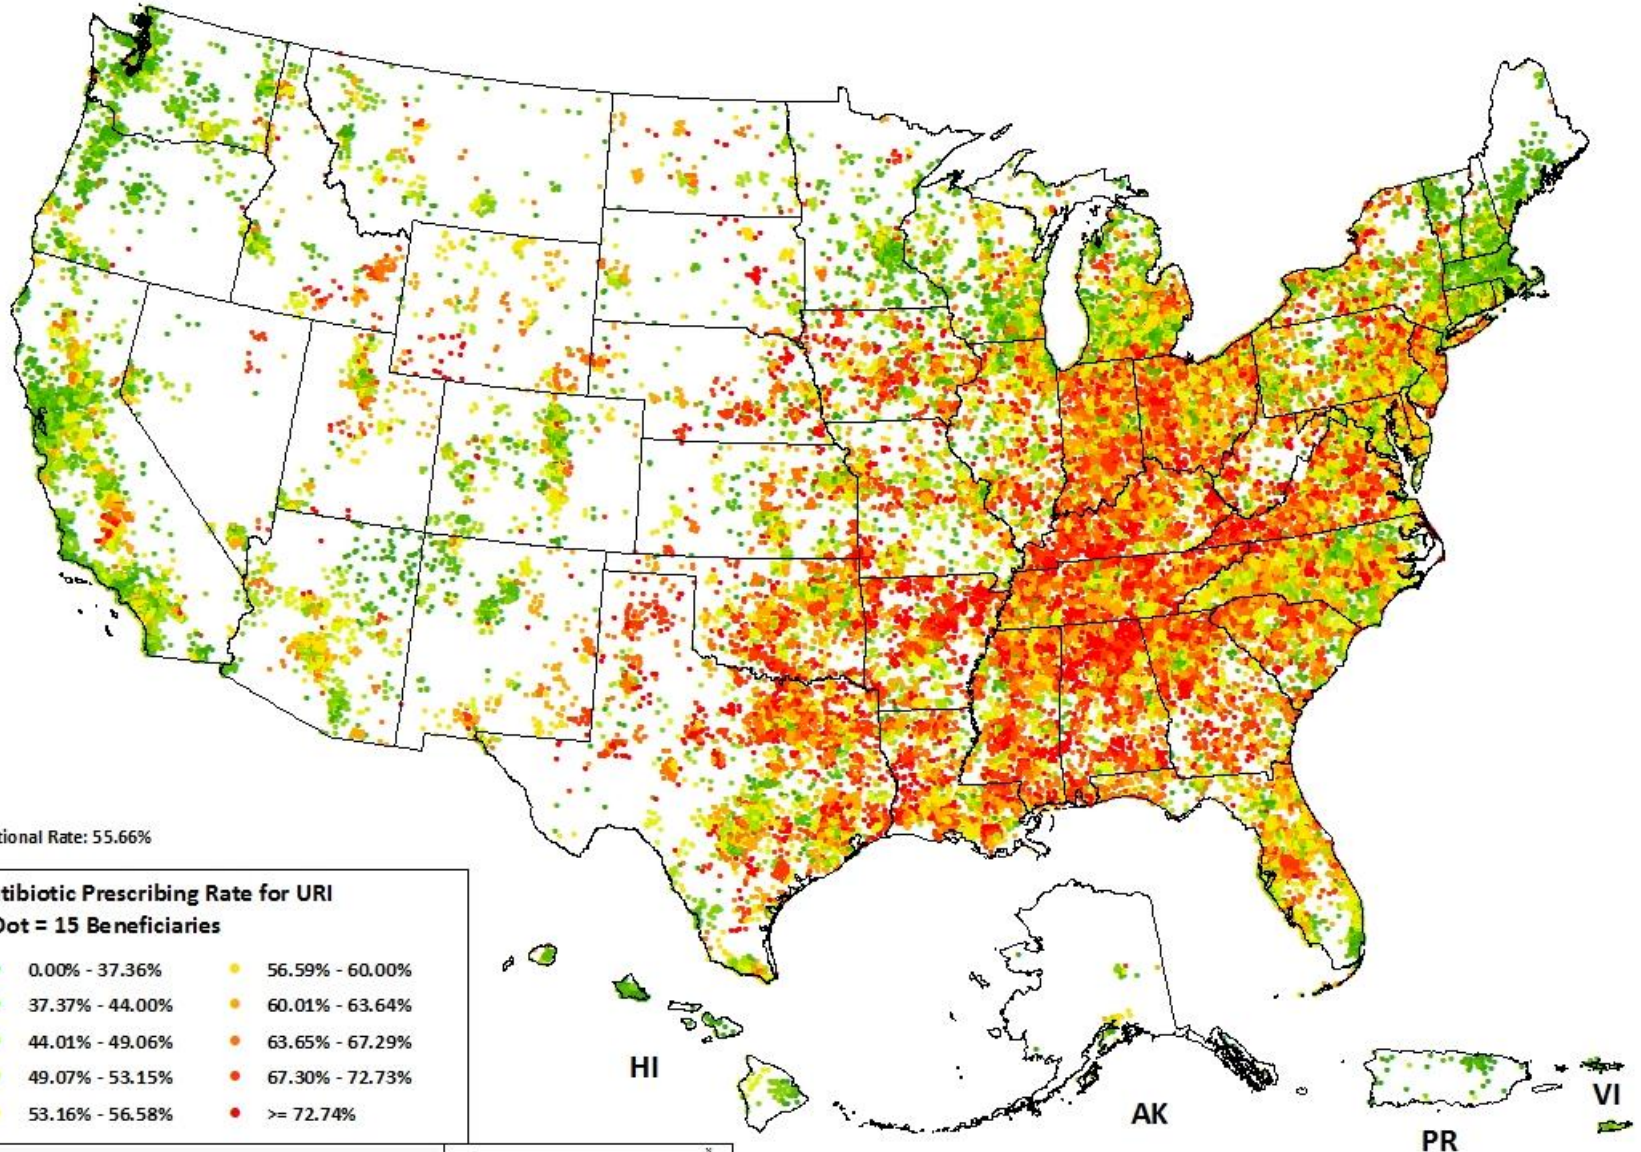 tional Rate: 55.66%
tibiotic Prescribing Rate for URI
Dot = 15 Beneficiaries
0.00% - 37.36%
56.59% - 60.00%
37.37% - 44.00%
60.01% - 63.64%
44.01% - 49.06%
63.65% - 67.29%
49.07% - 53.15%
67.30% - 72.73%
53.16% - 56.58%
>= 72.74%
HI
AK
PR
VI